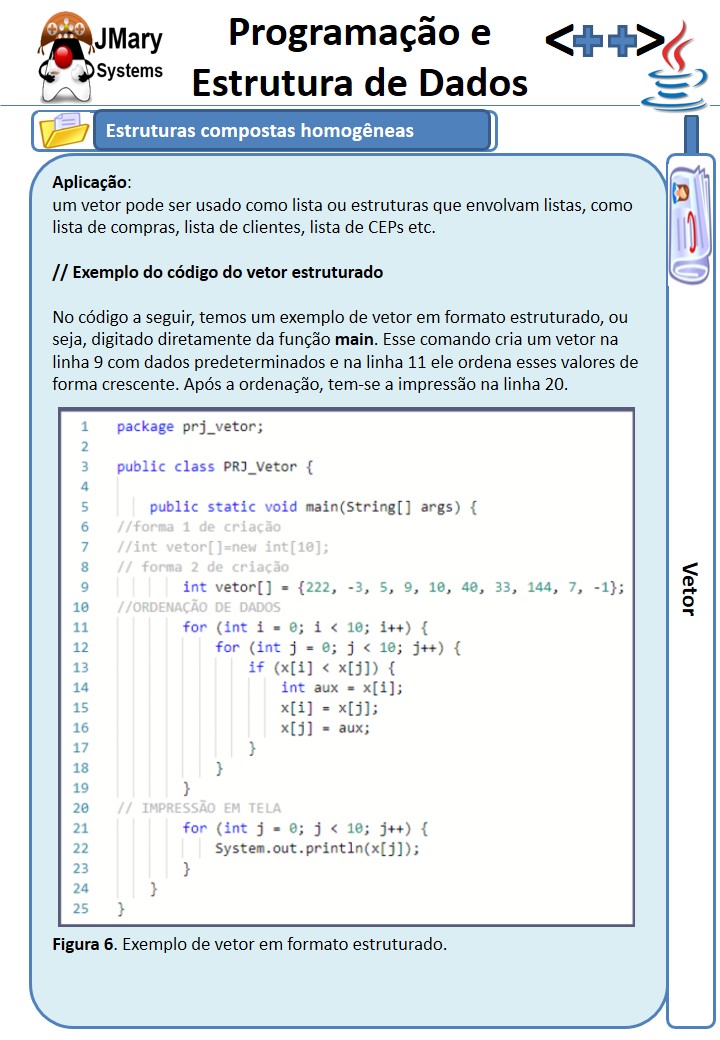 JMary
Systems
Programação e
Estrutura de Dados
<++>
Estruturas compostas homogêneas
Aplicação:
um vetor pode ser usado como lista ou estruturas que envolvam listas, como
lista de compras, lista de clientes, lista de CEPs etc.
// Exemplo do código do vetor estruturado
No código a seguir, temos um exemplo de vetor em formato estruturado, ou
seja, digitado diretamente da função main. Esse comando cria um vetor na
linha 9 com dados predeterminados e na linha 11 ele ordena esses valores de
forma crescente. Após a ordenação, tem-se a impressão na linha 20.
1 package prj_vetor;
2
3 public class PRJ_Vetor {
4
5 public static void main(String[] args) {
6 //forma 1 de criação
7 //int vetor[]=new int[10];
8 // forma 2 de criação
9 int vetor[] = {222, -3, 5, 9, 10, 40, 33, 144, 7, -1};
10 //ORDENAÇÃO DE DADOS
11 for (int i = 0; i < 10; i++) {
12 for (int j = 0; j < 10; j++) {
13 if (x[i] < x[j]) {
14 int aux = x[i];
15 x[i] = x[j];
16 x[j] = aux;
17 }
18 }
19 }
20 // IMPRESSÃO EM TELA
21 for (int j = 0; j < 10; j++) {
22 System.out.println(x[j]);
23 }
24 }
25 }
Figura 6. Exemplo de vetor em formato estruturado.
Vetor